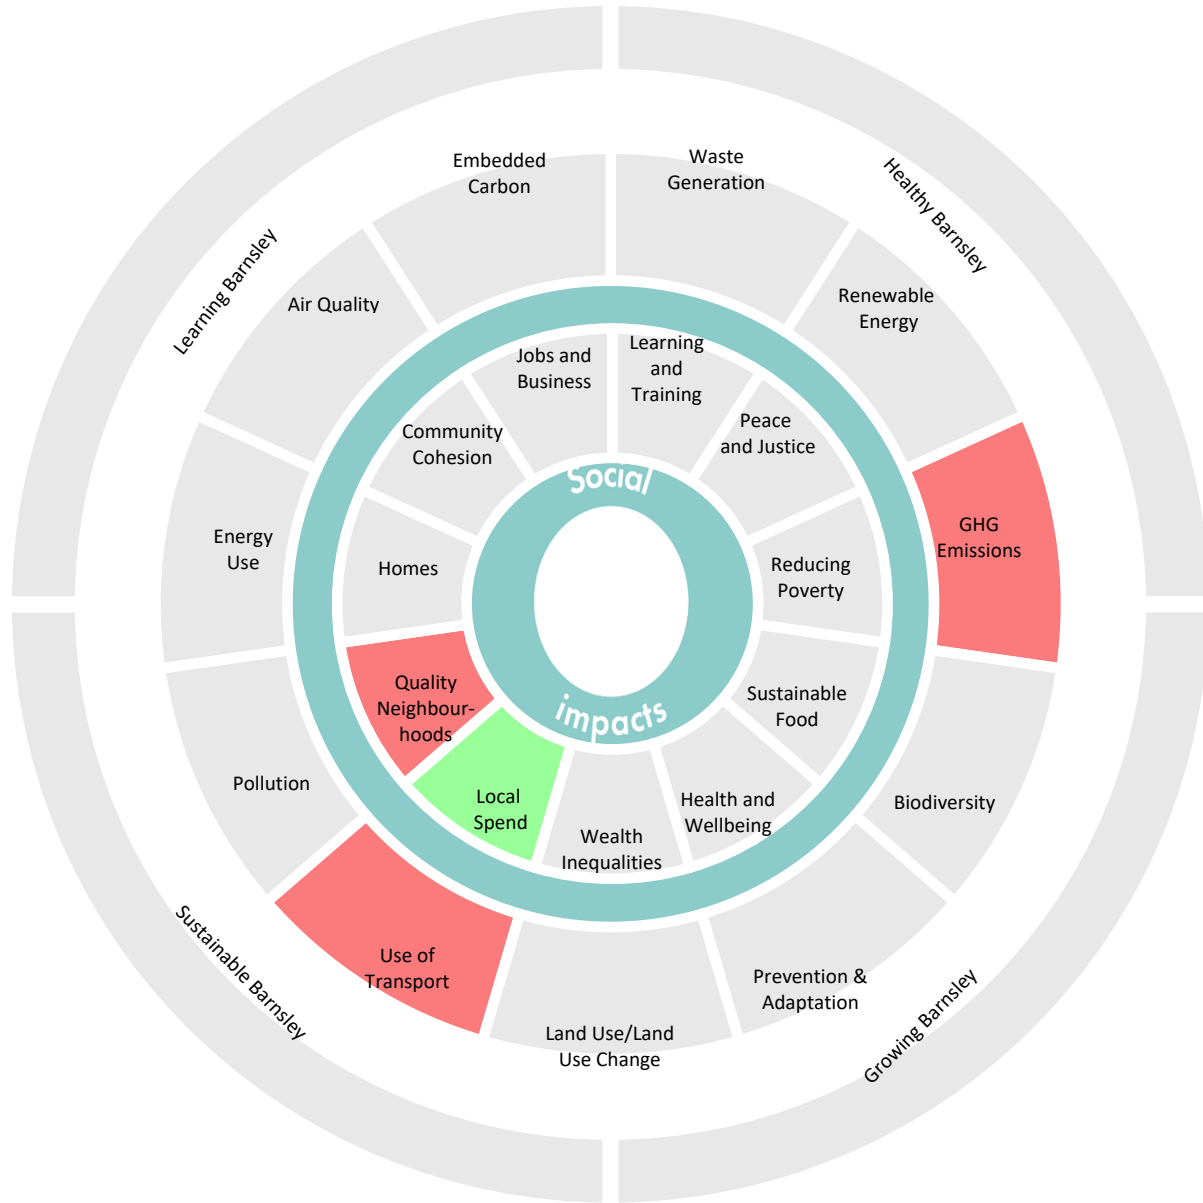 Embedded
Carbon
Waste
Generation
Healthy Barnsley
Learning Barnsley
Air Quality
Renewable
Energy
Jobs and
Business
Learning
and
Training
Community
Cohesion
Peace
and Justice
Social
GHG
Emissions
Energy
Use
Homes
Reducing
Poverty
Quality
Neighbour-
hoods
Sustainable
Food
impacts
Pollution
Local
Spend
Health and
Wellbeing
Biodiversity
Wealth
Inequalities
Sustainable Barnsley
Use of
Transport
Prevention &
Adaptation
Growing Barnsley
Land Use/Land
Use Change